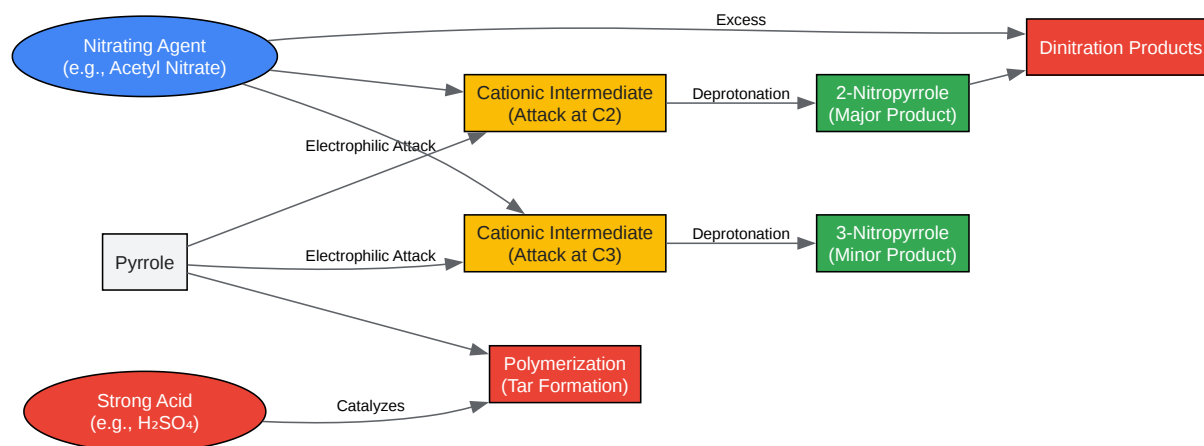 Nitrating Agent
(e.g., Acetyl Nitrate)
Excess
Dinitration Products
Cationic Intermediate
(Attack at C2)
Deprotonation
2-Nitropyrrole
(Major Product)
Electrophilic Attack
Pyrrole
Electrophilic Attack
Cationic Intermediate
(Attack at C3)
Deprotonation
3-Nitropyrrole
(Minor Product)
Polymerization
(Tar Formation)
Strong Acid
(e.g., H₂SO₄)
Catalyzes